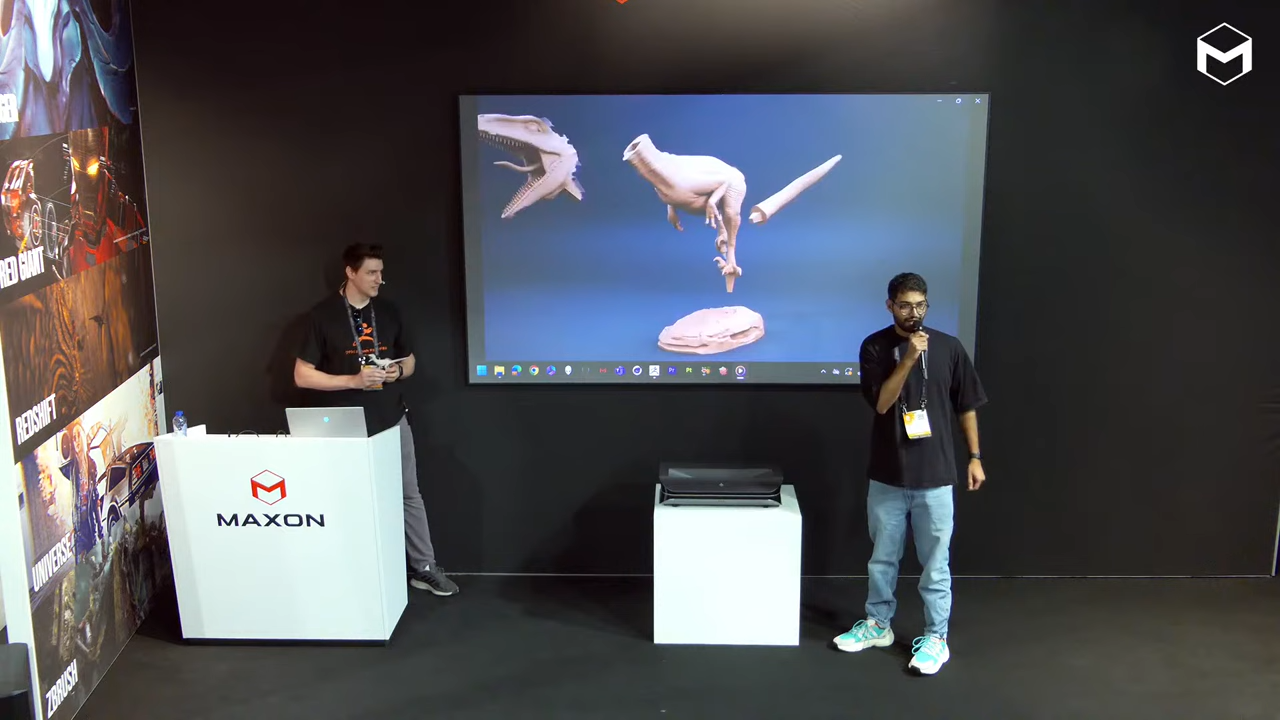 RED GIANT
REDSHIFT
UNIVERSE
ZBRUSH
MAXON